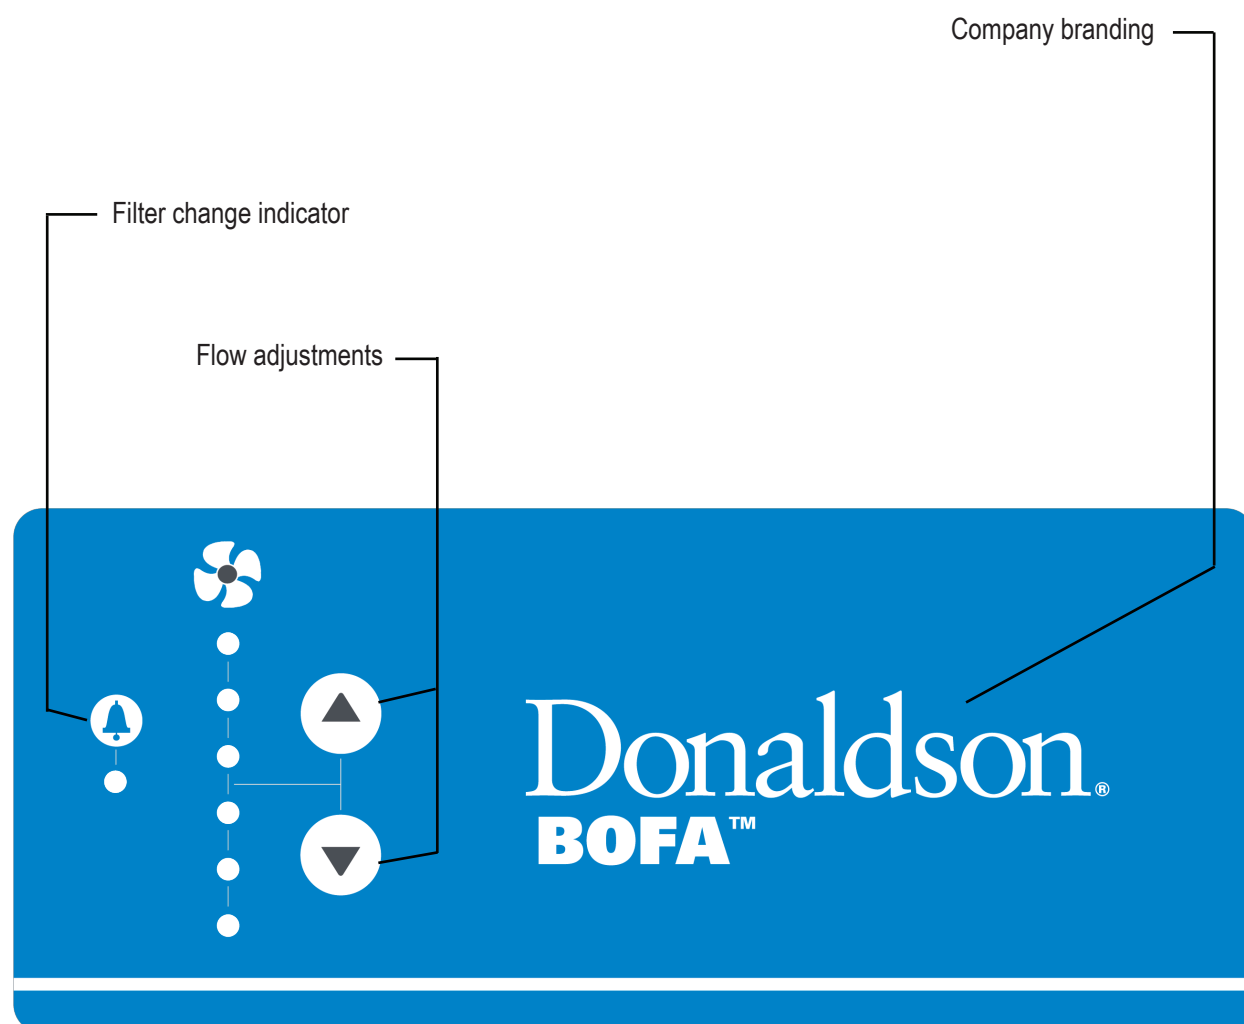 Company branding
Filter change indicator
Flow adjustments
Donaldson®
BOFA™